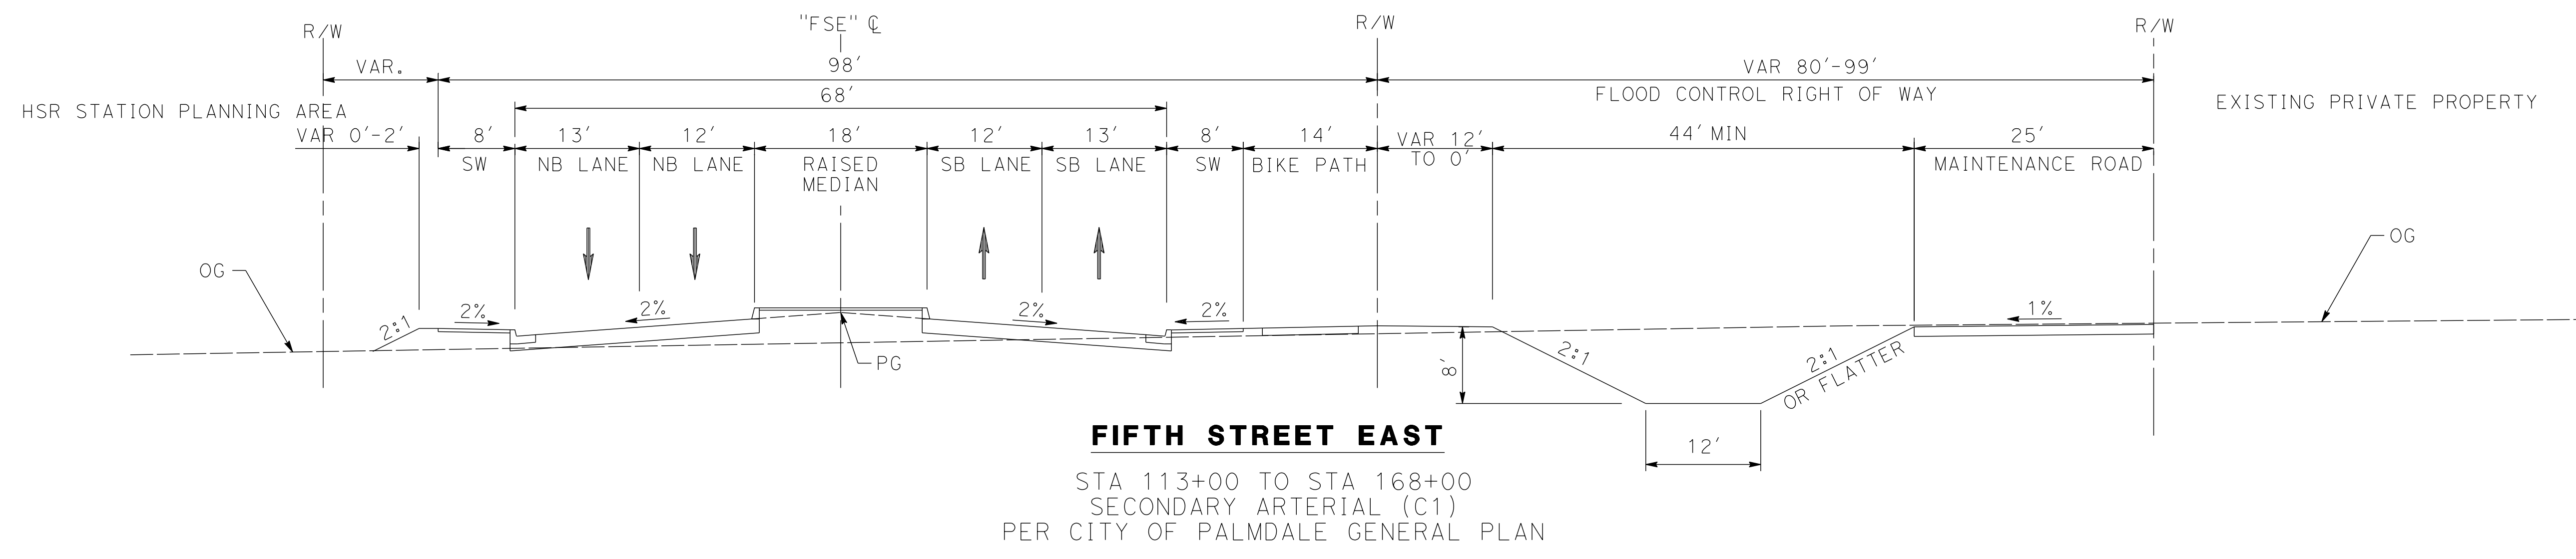 R/W
"FSE" ℄
R/W
R/W
VAR.
98'
VAR 80'-99'
FLOOD CONTROL RIGHT OF WAY
HSR STATION PLANNING AREA
68'
EXISTING PRIVATE PROPERTY
VAR 0'-2'
8'
SW
13'
NB LANE
12'
NB LANE
18'
RAISED
MEDIAN
12'
SB LANE
13'
SB LANE
8'
SW
14'
BIKE PATH
VAR 12'
TO 0'
44' MIN
25'
MAINTENANCE ROAD
OG
OG
2:1
2%
2%
2%
2%
1%
PG
8'
2:1
2:1
OR FLATTER
12'
FIFTH STREET EAST
STA 113+00 TO STA 168+00
SECONDARY ARTERIAL (C1)
PER CITY OF PALMDALE GENERAL PLAN